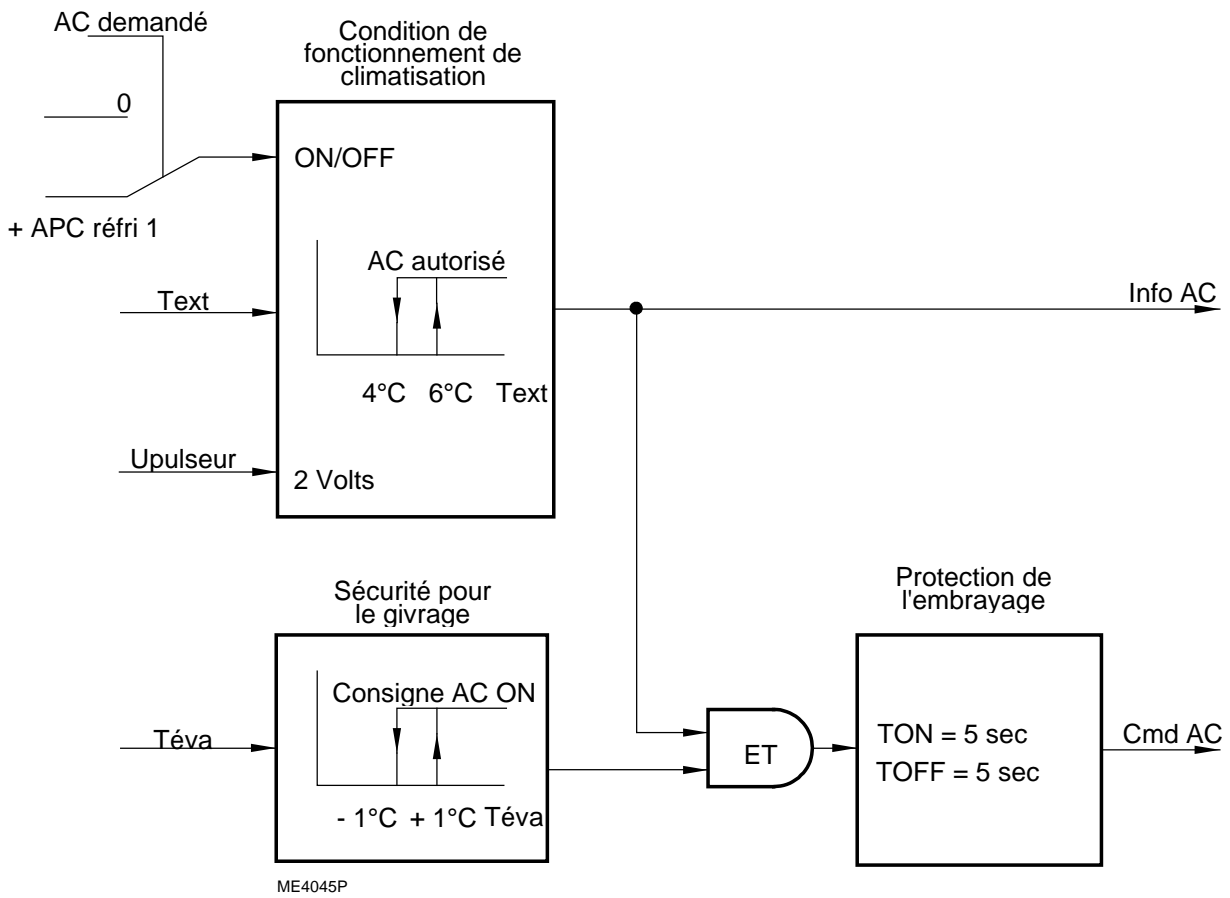 AC demandé
0
+ APC réfri 1
Condition de
fonctionnement de
climatisation
ON/OFF
AC autorisé
4°C 6°C Text
2 Volts
Text
Upulseur
Info AC
Sécurité pour
le givrage
Consigne AC ON
- 1°C + 1°C Téva
Téva
ET
Protection de
l'embrayage
TON = 5 sec
TOFF = 5 sec
Cmd AC
ME4045P